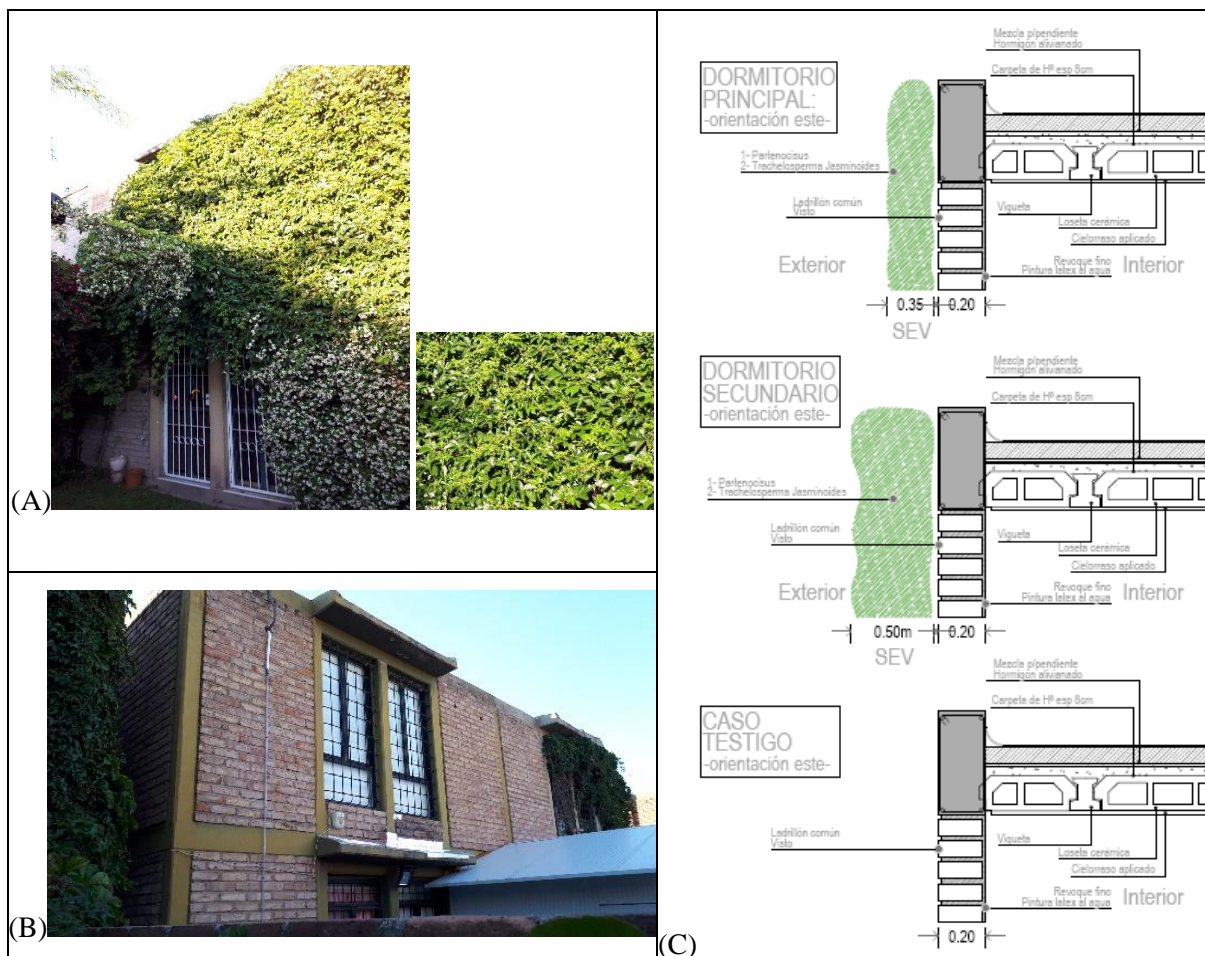 (A)
(B)
DORMITORIO
PRINCIPAL:
-orientación este-
Mezcla p/pendiente
Hormigón alivianado
Carpeta de Hº esp 8cm
1- Partenocisus
2- Trachelosperma Jasminoides
Ladrillón común
Visto
Vigueta
Loseta cerámica
Cielorraso aplicado
Exterior
Revoque fino
Pintura latex al agua
Interior
0.35
0.20
SEV
DORMITORIO
SECUNDARIO
-orientación este-
Mezcla p/pendiente
Hormigón alivianado
Carpeta de Hº esp 8cm
1- Partenocisus
2- Trachelosperma Jasminoides
Ladrillón común
Visto
Vigueta
Loseta cerámica
Cielorraso aplicado
Exterior
Revoque fino
Pintura latex al agua
Interior
0.50m
0.20
SEV
CASO
TESTIGO
-orientación este-
Mezcla p/pendiente
Hormigón alivianado
Carpeta de Hº esp 8cm
Ladrillón común
Visto
Vigueta
Loseta cerámica
Cielorraso aplicado
Revoque fino
Pintura latex al agua
Interior
0.20
(C)